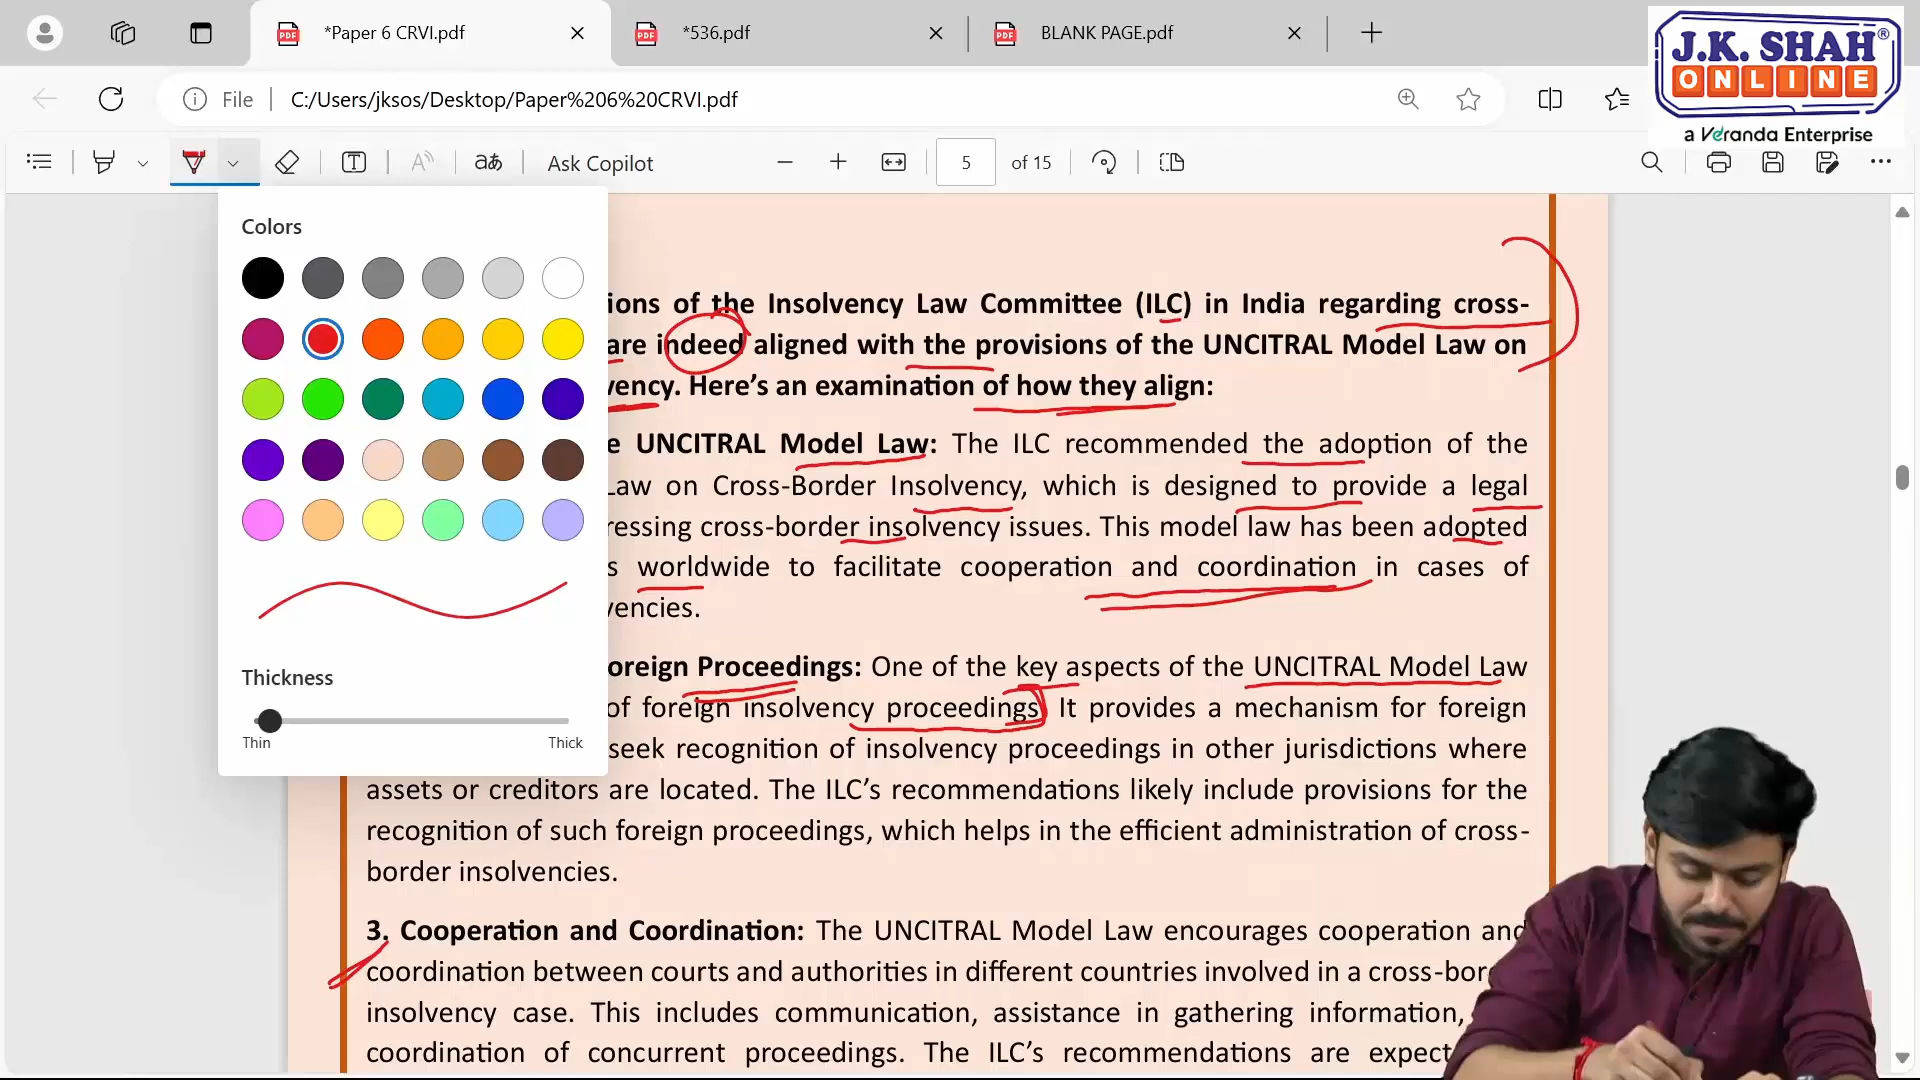 *Paper 6 CRVI.pdf
*536.pdf
BLANK PAGE.pdf
J.K. SHAH®
ONLINE
a Veranda Enterprise
File
C:/Users/jksos/Desktop/Paper%206%20CRVI.pdf
aあ
Ask Copilot
5
of 15
Colors
Thickness
Thin
Thick
ions of the Insolvency Law Committee (ILC) in India regarding cross-
are indeed aligned with the provisions of the UNCITRAL Model Law on
vency. Here's an examination of how they align:
e UNCITRAL Model Law: The ILC recommended the adoption of the
Law on Cross-Border Insolvency, which is designed to provide a legal
ressing cross-border insolvency issues. This model law has been adopted
s worldwide to facilitate cooperation and coordination in cases of
vencies.
oreign Proceedings: One of the key aspects of the UNCITRAL Model Law
of foreign insolvency proceedings. It provides a mechanism for foreign
seek recognition of insolvency proceedings in other jurisdictions where
assets or creditors are located. The ILC's recommendations likely include provisions for the
recognition of such foreign proceedings, which helps in the efficient administration of cross-
border insolvencies.
3. Cooperation and Coordination: The UNCITRAL Model Law encourages cooperation and
coordination between courts and authorities in different countries involved in a cross-bor
insolvency case. This includes communication, assistance in gathering information,
coordination of concurrent proceedings. The ILC's recommendations are expect